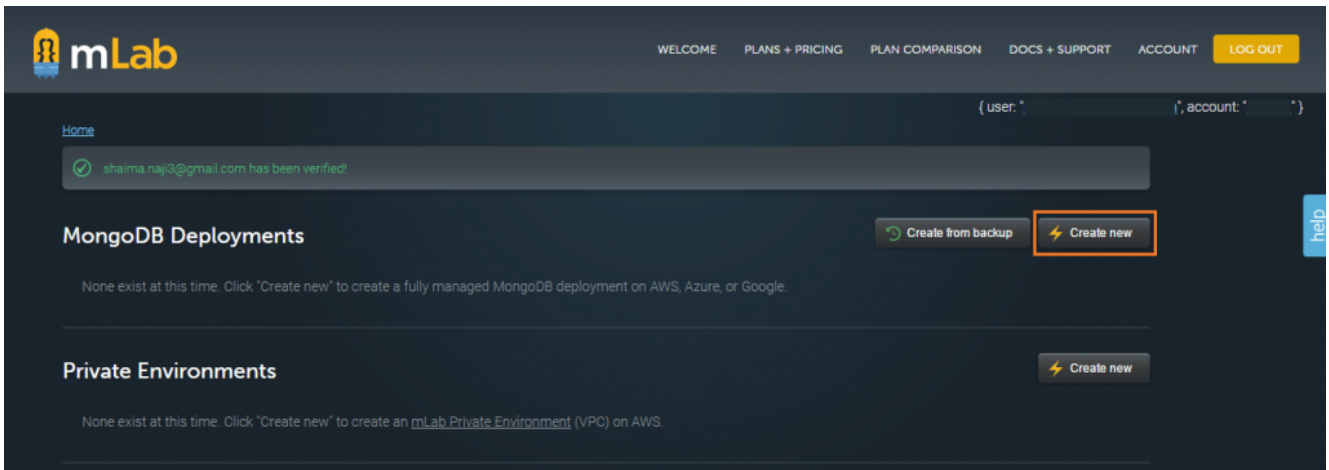 mLab
WELCOME PLANS + PRICING PLAN COMPARISON DOCS + SUPPORT ACCOUNT LOG OUT
{ user: " ", account: " " }
Home
shaima.naji3@gmail.com has been verified!
MongoDB Deployments
Create from backup Create new
help
None exist at this time. Click "Create new" to create a fully managed MongoDB deployment on AWS, Azure, or Google.
Private Environments
Create new
None exist at this time. Click "Create new" to create an mLab Private Environment (VPC) on AWS.